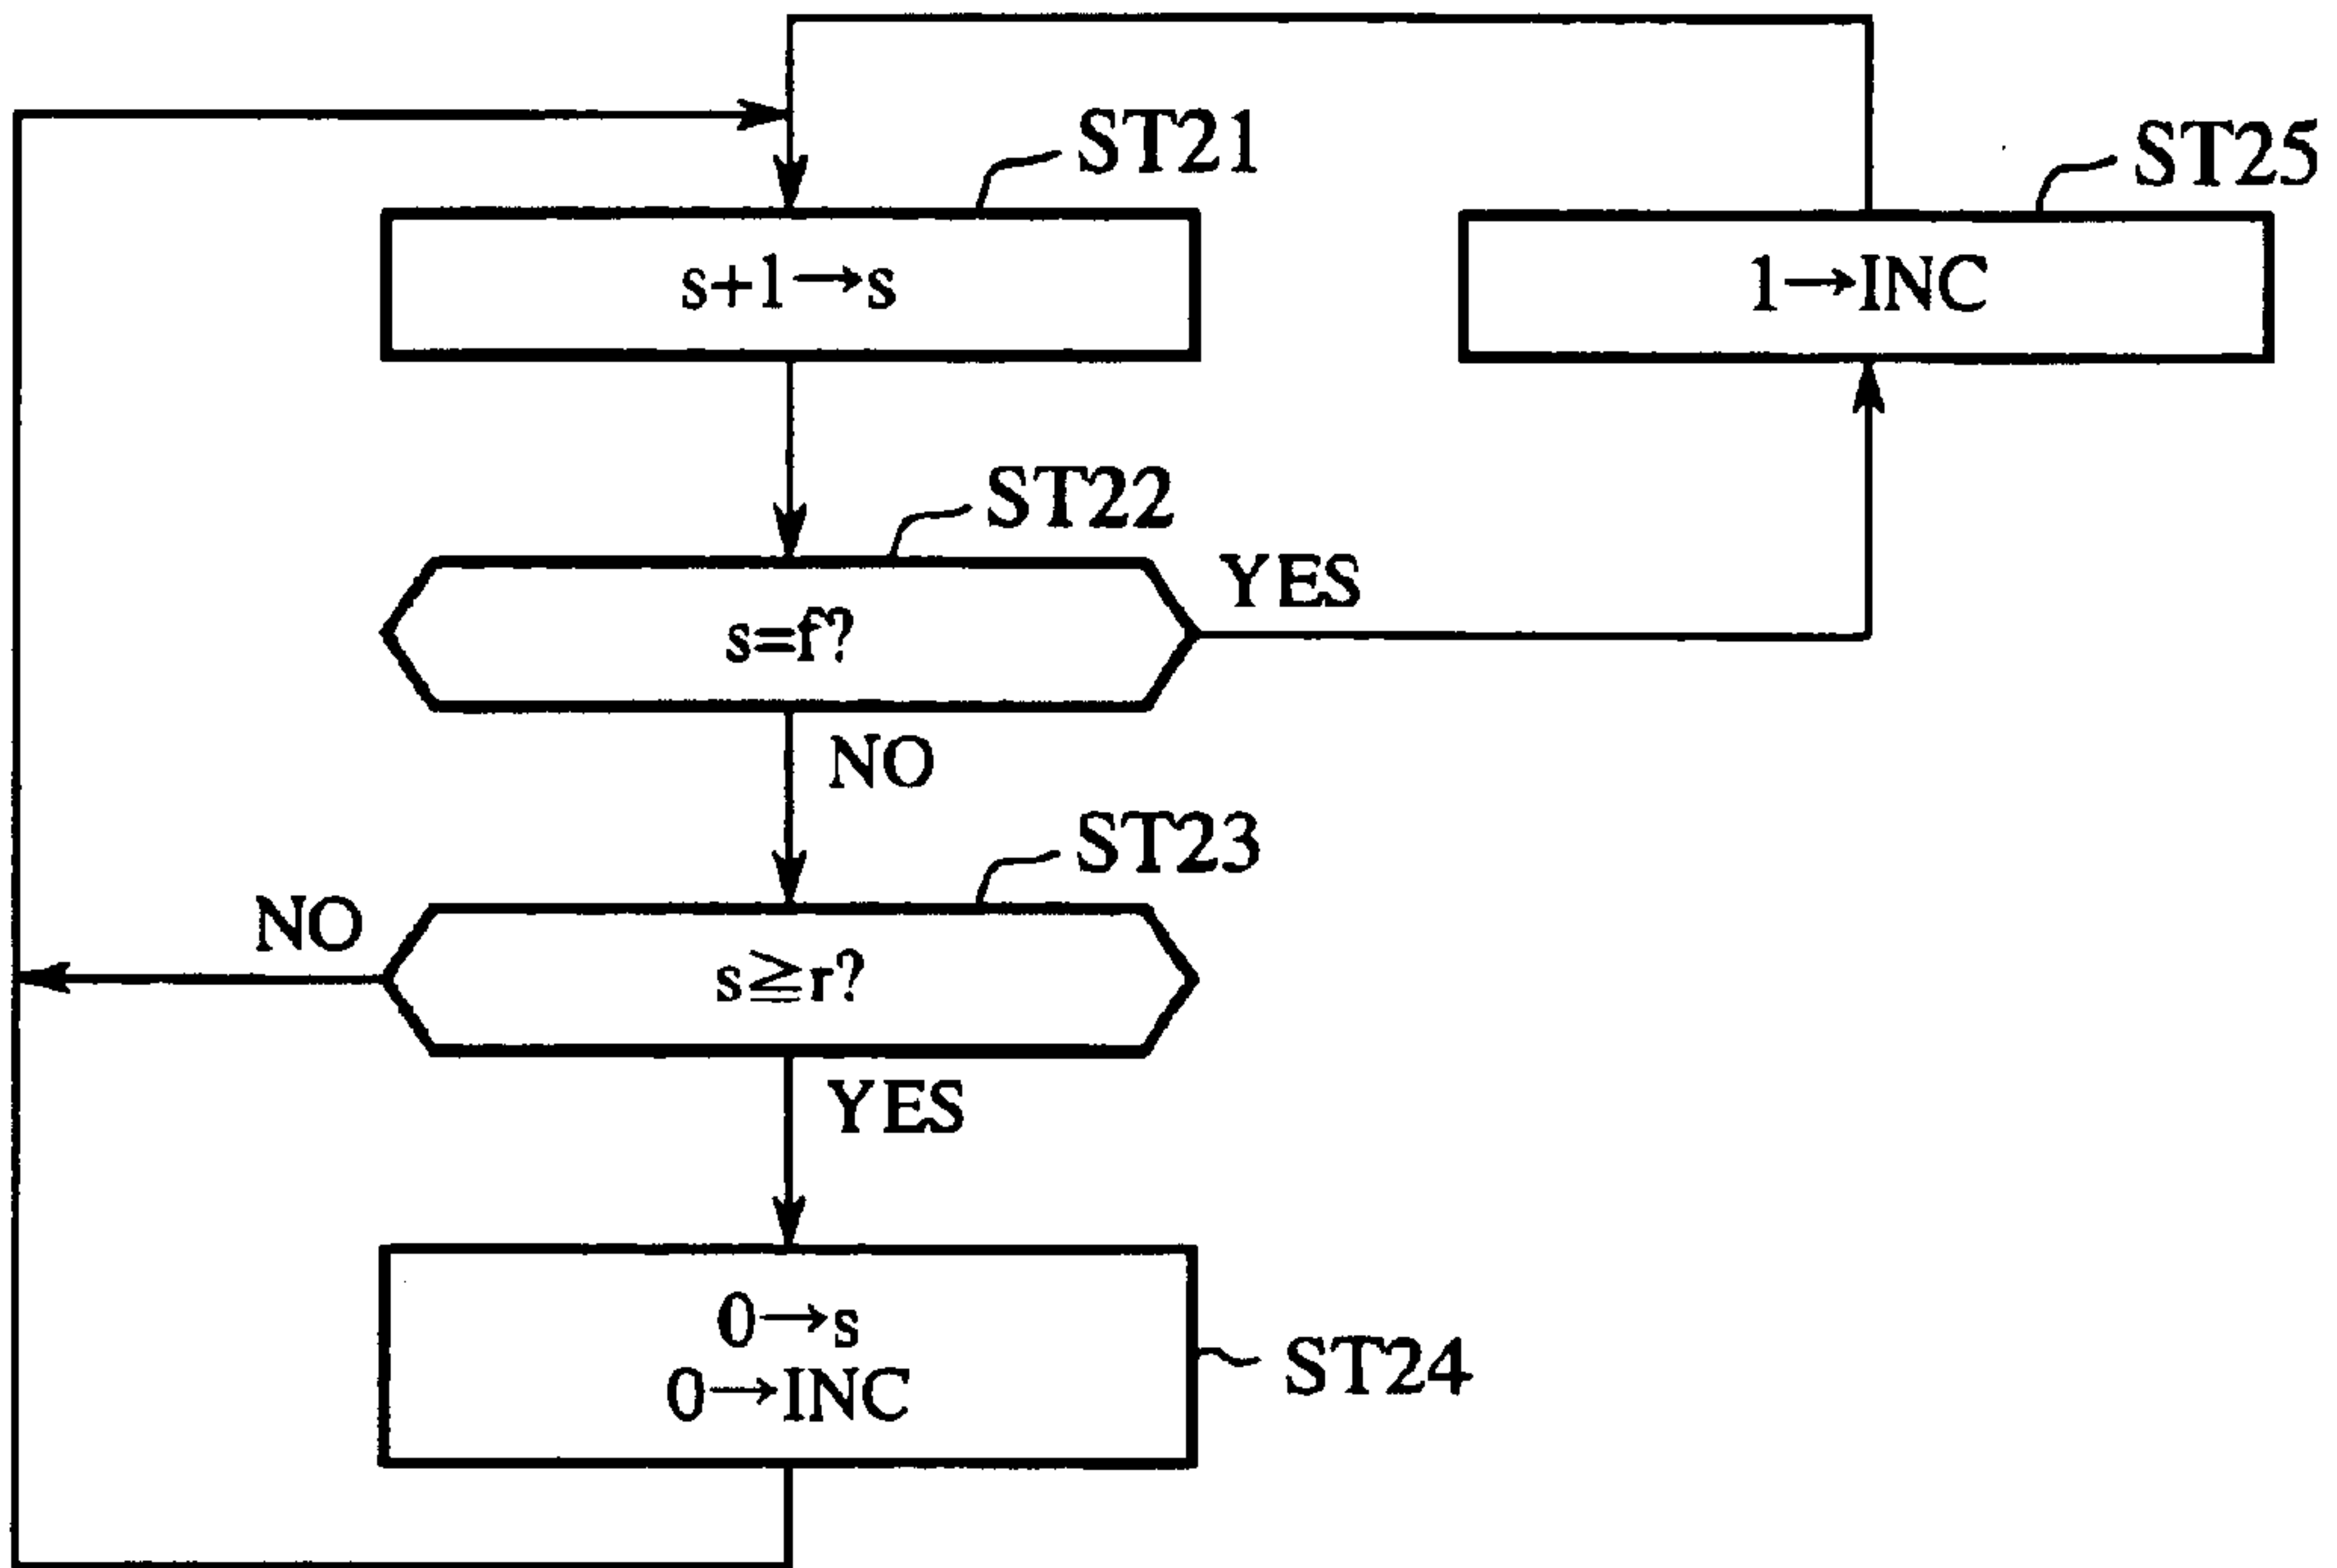 ST21
s+1→s
ST25
1→INC
ST22
s=f?
YES
NO
ST23
s≧r?
NO
YES
0→s
0→INC
ST24